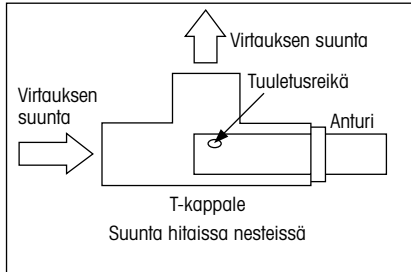 Virtauksen suunta
Tuuletusreikä
Virtauksen
suunta
Anturi
T-kappale
Suunta hitaissa nesteissä